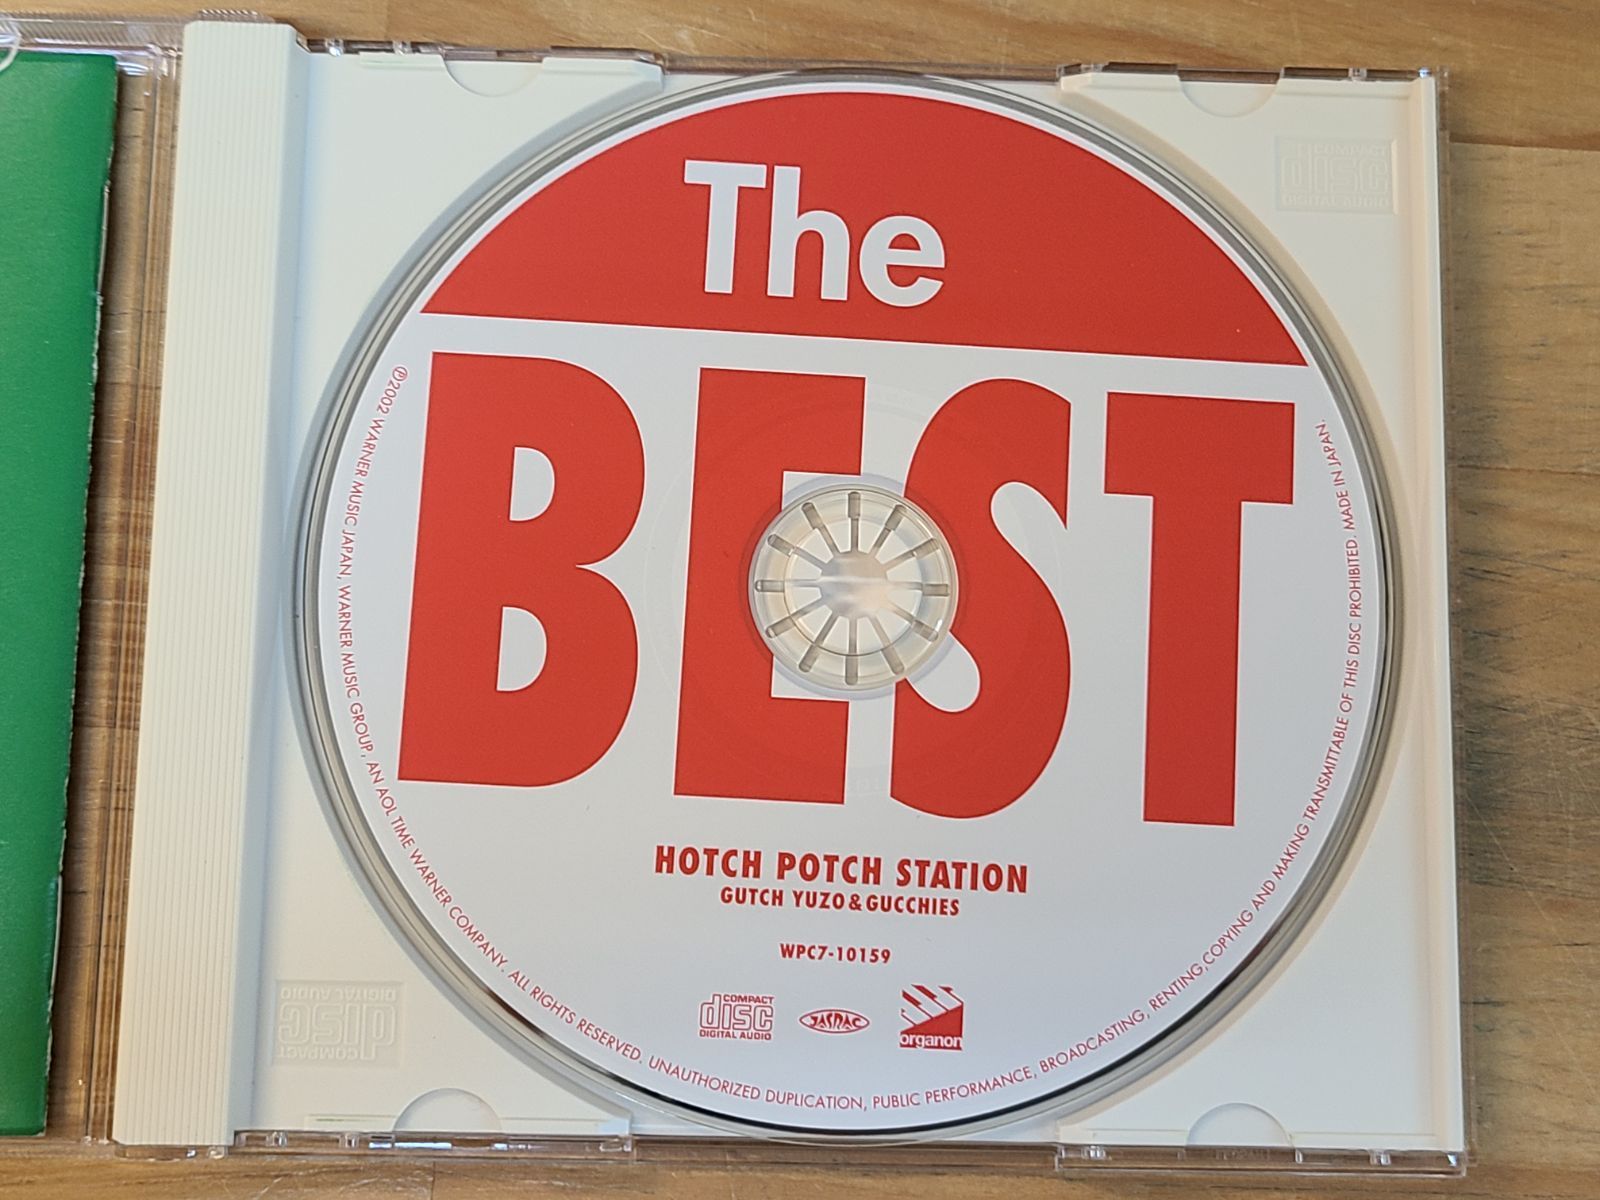 The
BEST
HOTCH POTCH STATION
GUTCH YUZO & GUCCHIES
WPC7-10159
COMPACT
disc
DIGITAL AUDIO
JASRAC
organon
℗2002 WARNER MUSIC JAPAN, WARNER MUSIC GROUP, AN AOL TIME WARNER COMPANY. ALL RIGHTS RESERVED. UNAUTHORIZED DUPLICATION, PUBLIC PERFORMANCE, BROADCASTING, RENTING, COPYING AND MAKING TRANSMITTABLE OF THIS DISC PROHIBITED. MADE IN JAPAN.
COMPACT
disc
DIGITAL AUDIO
COMPACT
disc
DIGITAL AUDIO